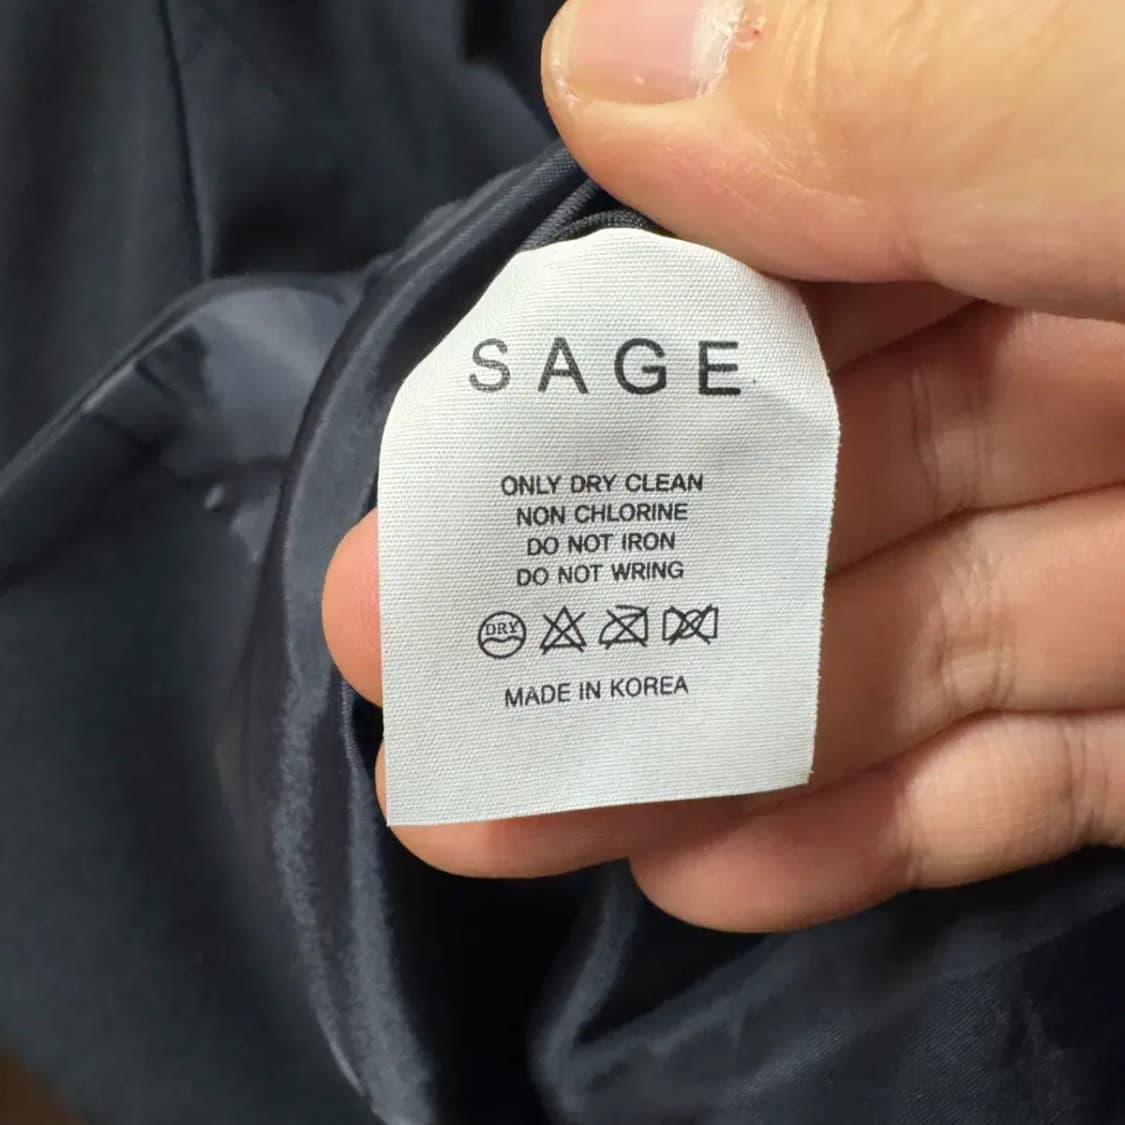 SAGE
ONLY DRY CLEAN
NON CHLORINE
DO NOT IRON
DO NOT WRING
DRY
MADE IN KOREA